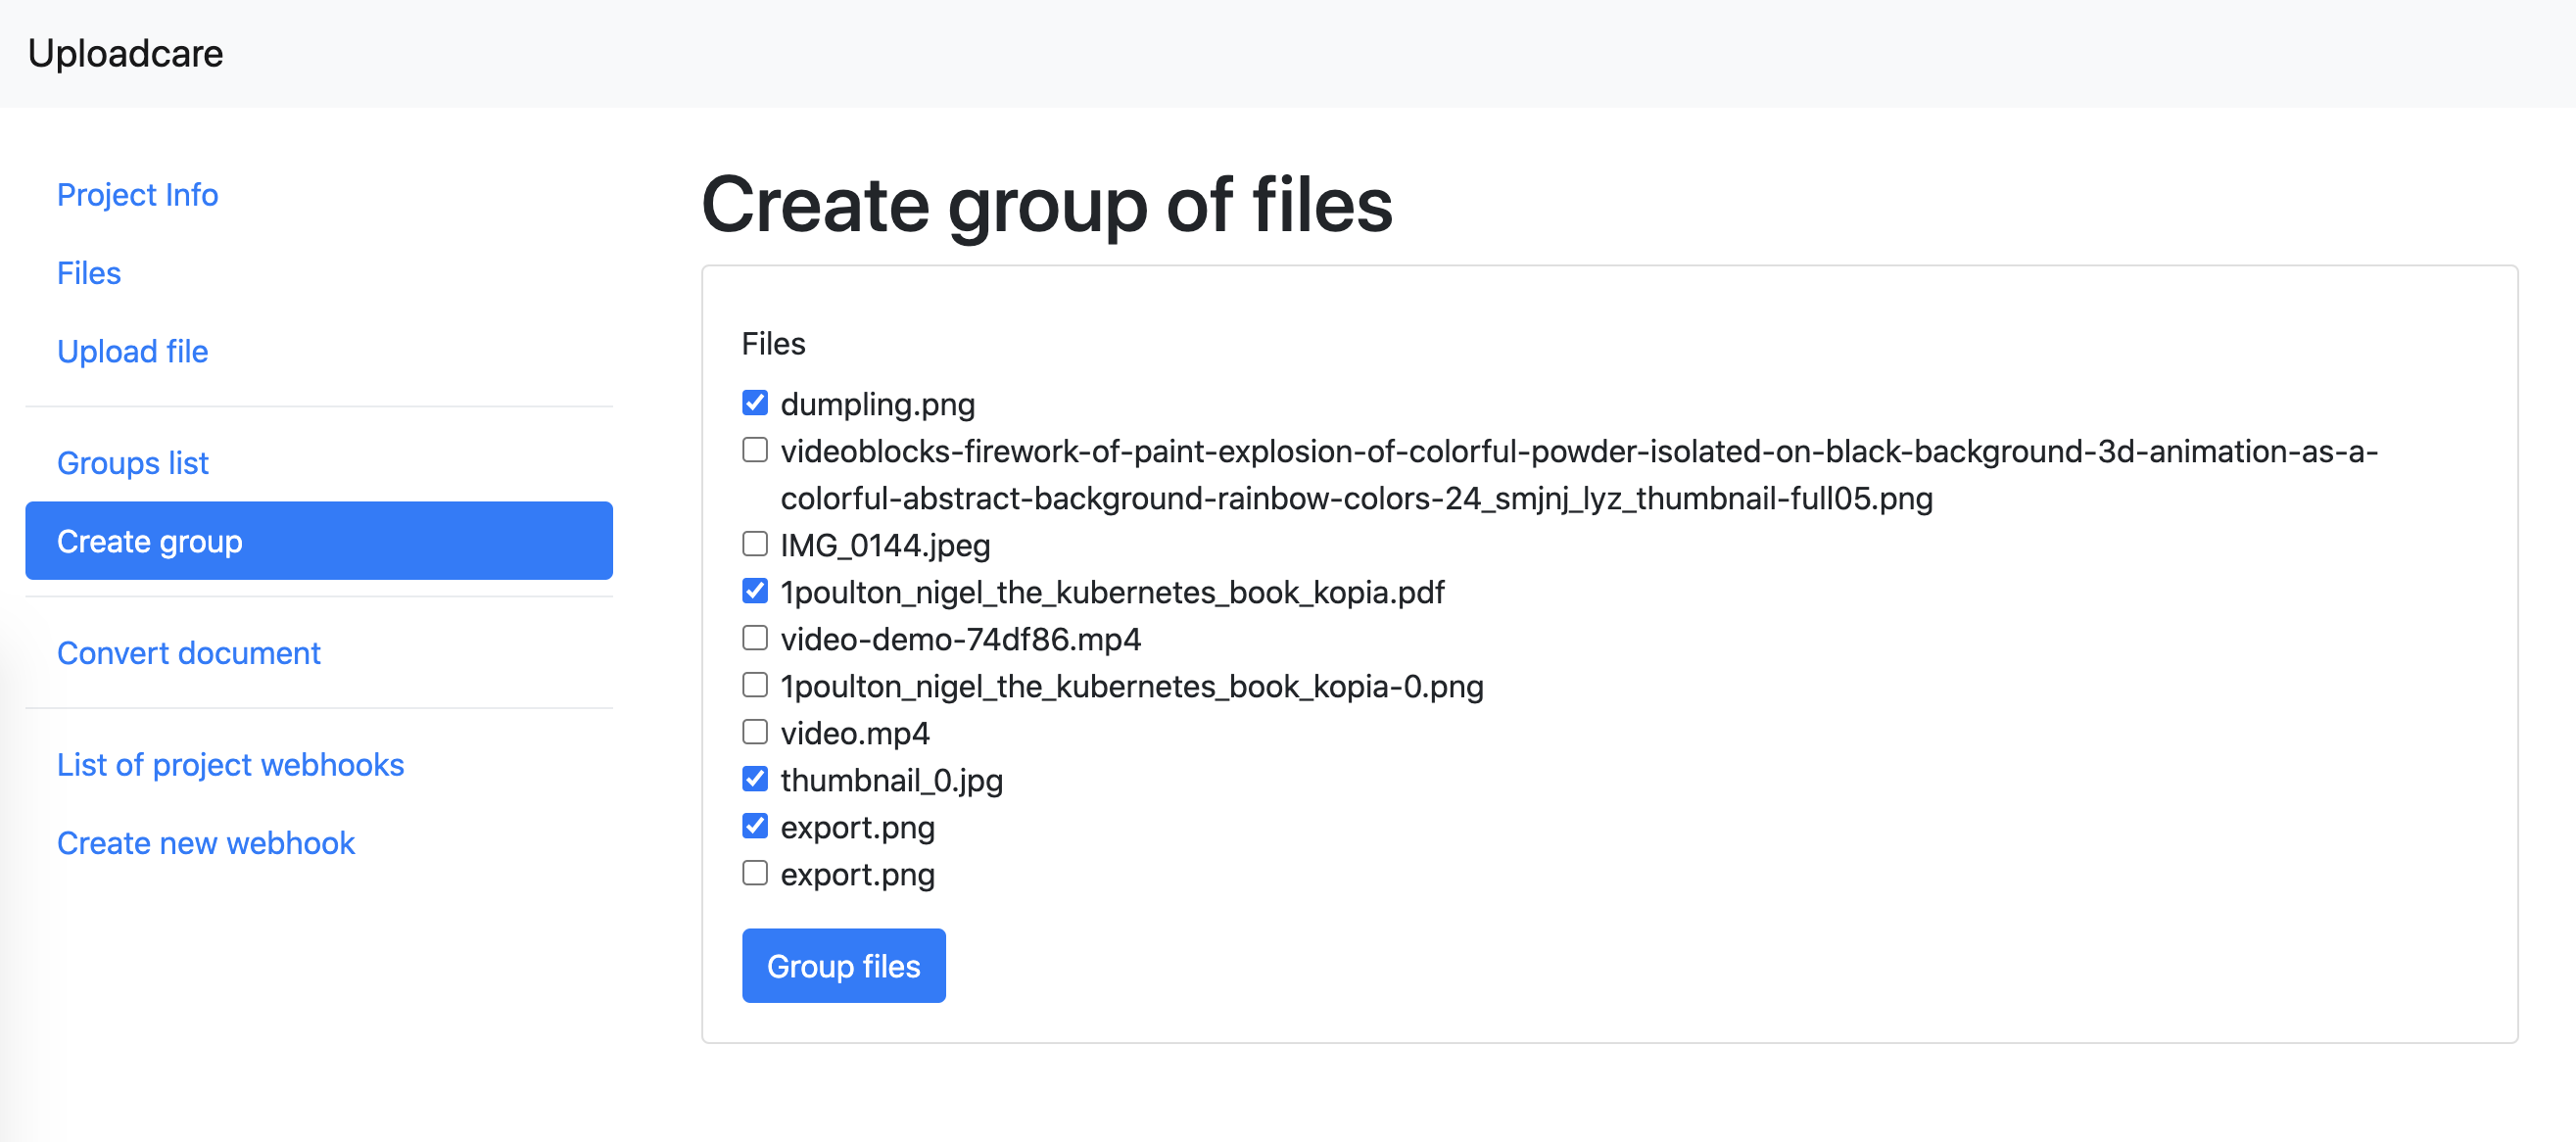 Uploadcare
Project Info
Files
Upload file
Groups list
Create group
Convert document
List of project webhooks
Create new webhook
Create group of files
Files
dumpling.png
videoblocks-firework-of-paint-explosion-of-colorful-powder-isolated-on-black-background-3d-animation-as-a-
colorful-abstract-background-rainbow-colors-24_smjnj_lyz_thumbnail-full05.png
IMG_0144.jpeg
1poulton_nigel_the_kubernetes_book_kopia.pdf
video-demo-74df86.mp4
1poulton_nigel_the_kubernetes_book_kopia-0.png
video.mp4
thumbnail_0.jpg
export.png
export.png
Group files